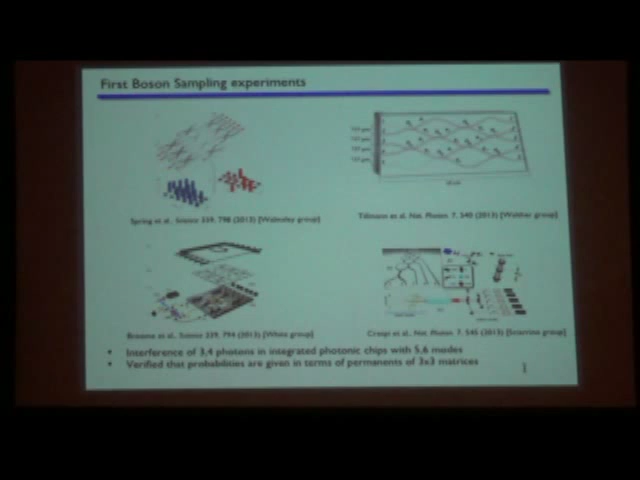 First Boson Sampling experiments
Spring et al., Science 339, 798 (2013) [Walmsley group]
Tillmann et al, Nat. Photon. 7, 540 (2013) [Walther group]
Broome et al., Science 339, 794 (2013) [White group]
Crespi et al., Nat. Photon. 7, 545 (2013) [Sciarrino group]
• Interference of 3,4 photons in integrated photonic chips with 5,6 modes
• Verified that probabilities are given in terms of permanents of 3x3 matrices